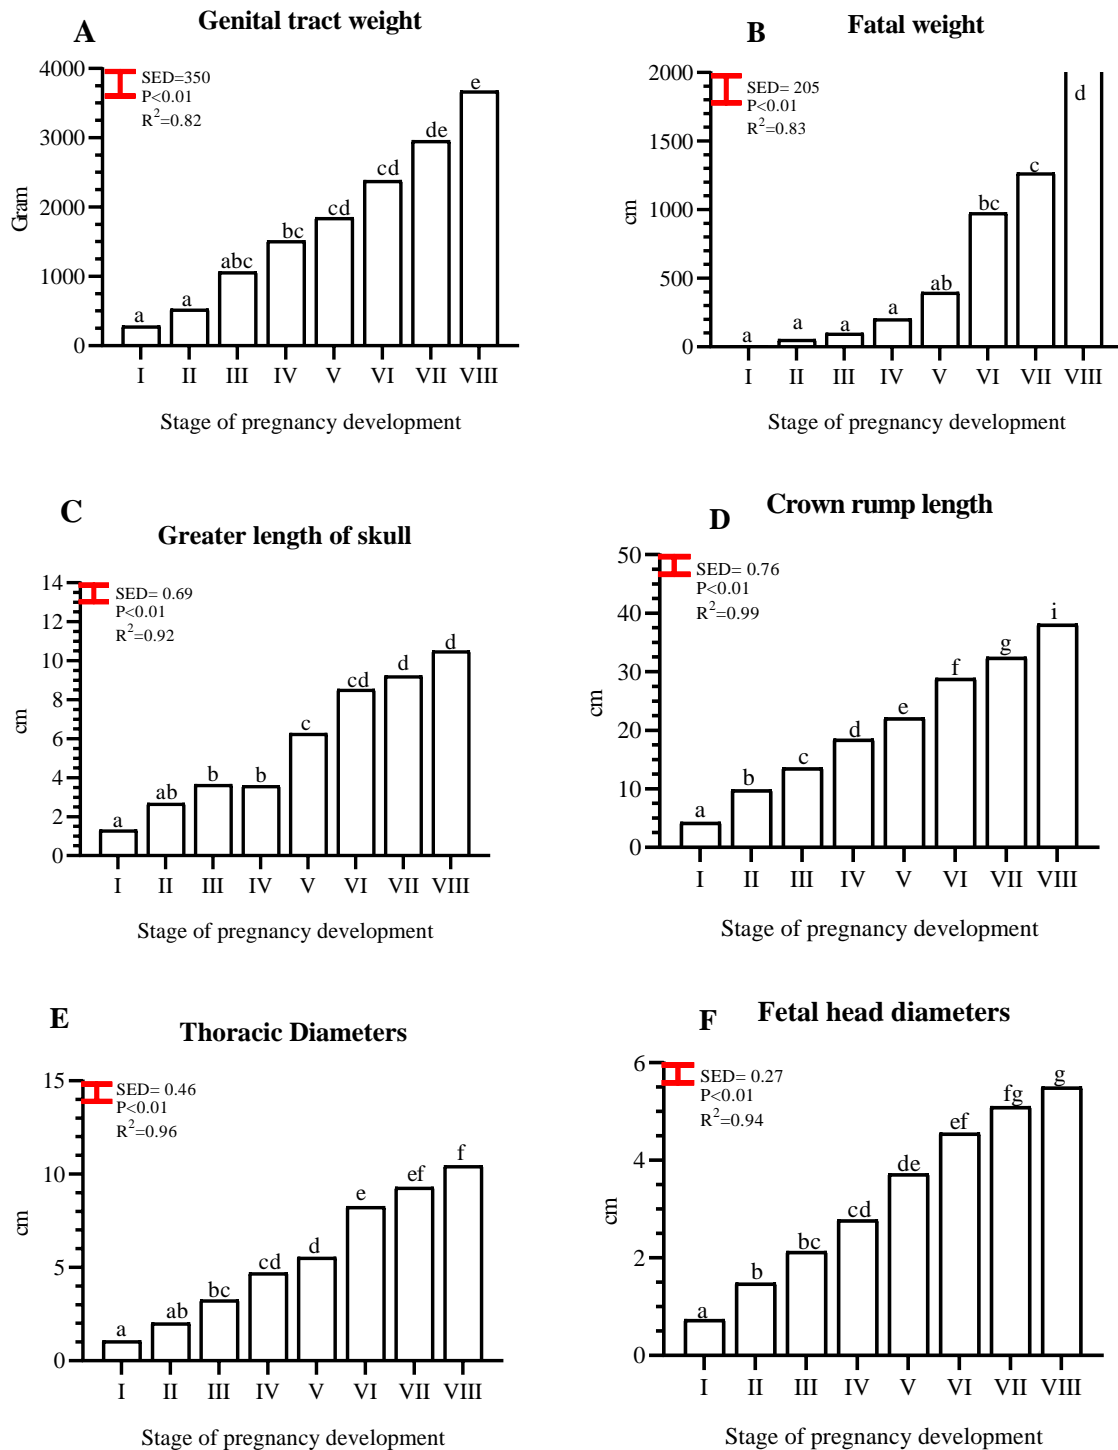 A
Genital tract weight
SED=350
P<0.01
R²=0.82
4000
3000
2000
1000
0
Gram
a
a
abc
bc
cd
cd
de
e
I II III IV V VI VII VIII
Stage of pregnancy development
B
Fatal weight
SED= 205
P<0.01
R²=0.83
2000
1500
1000
500
0
cm
a
a
a
a
ab
bc
c
d
I II III IV V VI VII VIII
Stage of pregnancy development
C
Greater length of skull
SED= 0.69
P<0.01
R²=0.92
14
12
10
8
6
4
2
0
cm
a
ab
b
b
c
cd
d
d
I II III IV V VI VII VIII
Stage of pregnancy development
D
Crown rump length
SED= 0.76
P<0.01
R²=0.99
50
40
30
20
10
0
cm
a
b
c
d
e
f
g
i
I II III IV V VI VII VIII
Stage of pregnancy development
E
Thoracic Diameters
SED= 0.46
P<0.01
R²=0.96
15
10
5
0
cm
a
ab
bc
cd
d
e
ef
f
I II III IV V VI VII VIII
Stage of pregnancy development
F
Fetal head diameters
SED= 0.27
P<0.01
R²=0.94
6
4
2
0
cm
a
b
bc
cd
de
ef
fg
g
I II III IV V VI VII VIII
Stage of pregnancy development